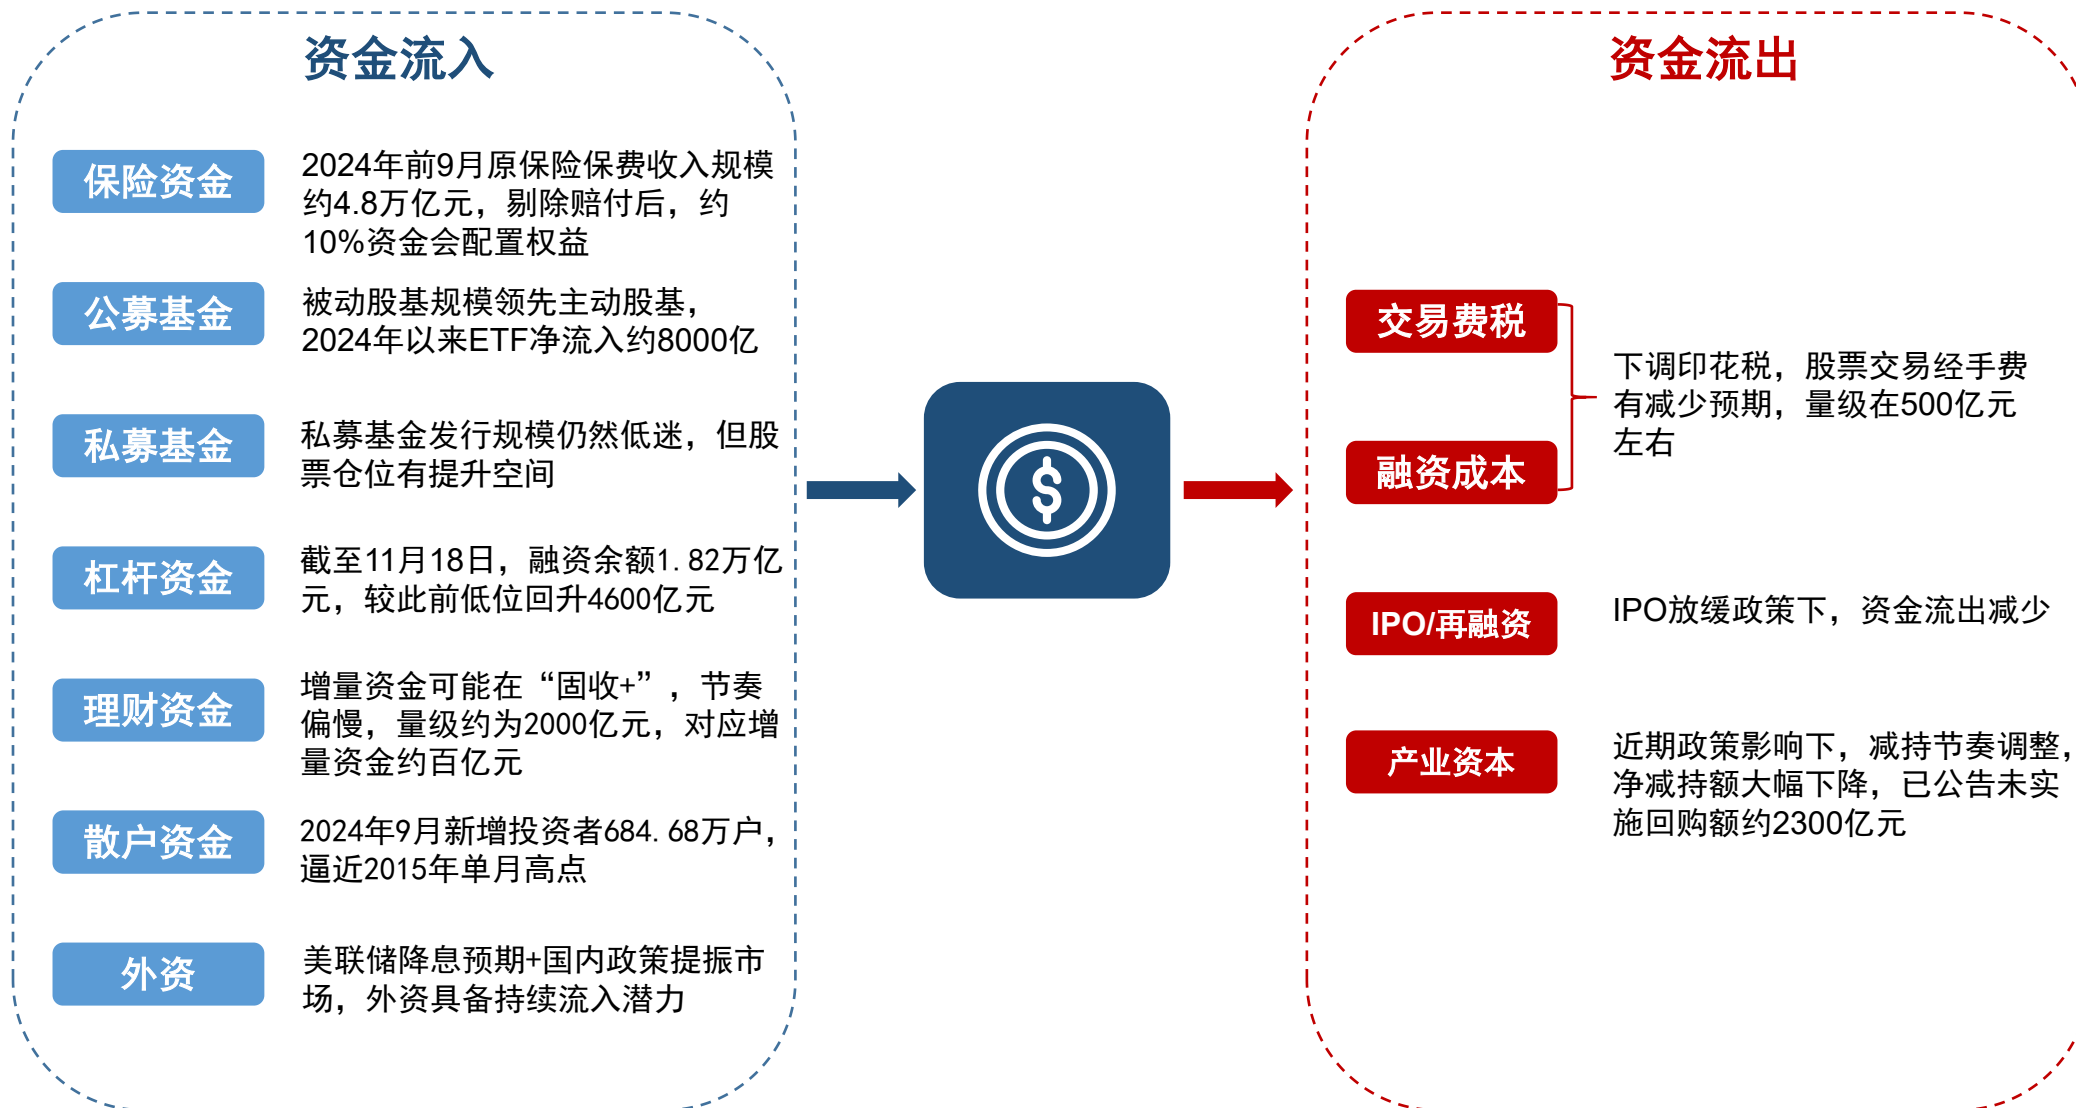 资金流入
保险资金
2024年前9月原保险保费收入规模
约4.8万亿元，剔除赔付后，约
10%资金会配置权益
公募基金
被动股基规模领先主动股基，
2024年以来ETF净流入约8000亿
私募基金
私募基金发行规模仍然低迷，但股
票仓位有提升空间
杠杆资金
截至11月18日，融资余额1.82万亿
元，较此前低位回升4600亿元
理财资金
增量资金可能在“固收+”，节奏
偏慢，量级约为2000亿元，对应增
量资金约百亿元
散户资金
2024年9月新增投资者684.68万户，
逼近2015年单月高点
外资
美联储降息预期+国内政策提振市
场，外资具备持续流入潜力
$
资金流出
交易费税
融资成本
下调印花税，股票交易经手费
有减少预期，量级在500亿元
左右
IPO/再融资
IPO放缓政策下，资金流出减少
产业资本
近期政策影响下，减持节奏调整，
净减持额大幅下降，已公告未实
施回购额约2300亿元